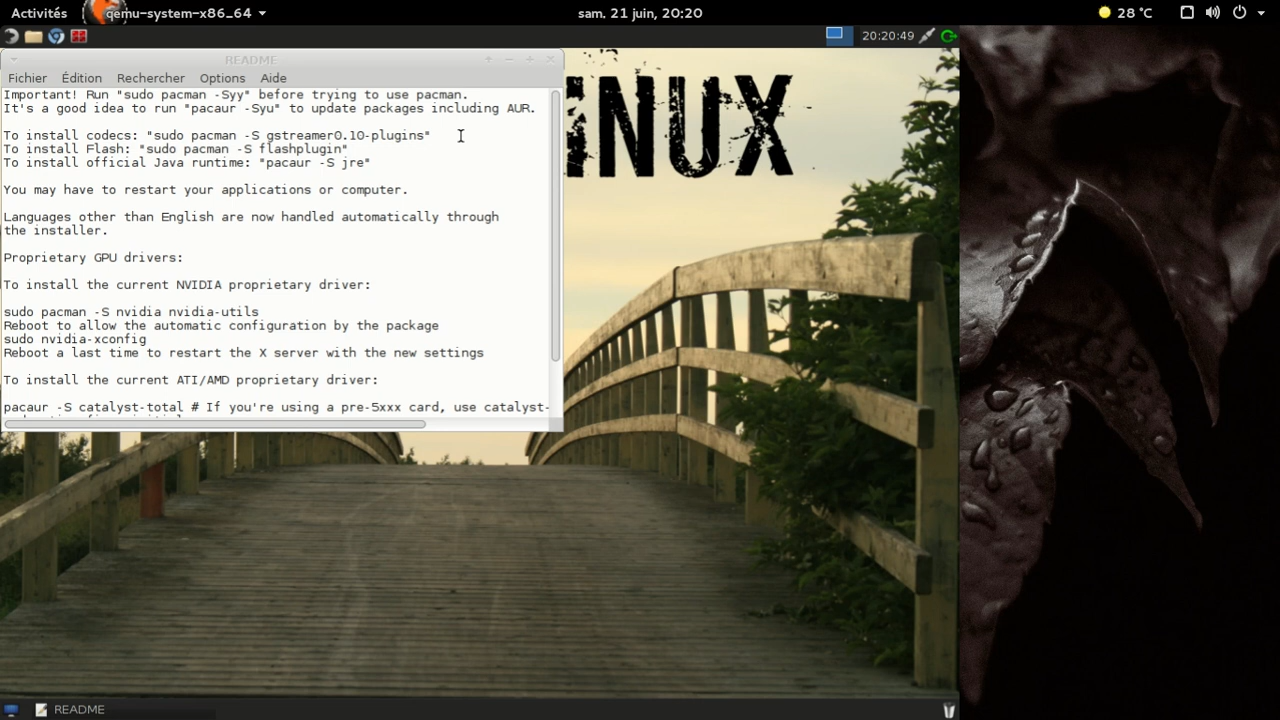 Activités
qemu-system-x86_64
sam. 21 juin, 20:20
28 °C
20:20:49
README
Fichier Édition Rechercher Options Aide
Important! Run "sudo pacman -Syy" before trying to use pacman.
It's a good idea to run "pacaur -Syu" to update packages including AUR.
To install codecs: "sudo pacman -S gstreamer0.10-plugins"
To install Flash: "sudo pacman -S flashplugin"
To install official Java runtime: "pacaur -S jre"
You may have to restart your applications or computer.
Languages other than English are now handled automatically through
the installer.
Proprietary GPU drivers:
To install the current NVIDIA proprietary driver:
sudo pacman -S nvidia nvidia-utils
Reboot to allow the automatic configuration by the package
sudo nvidia-xconfig
Reboot a last time to restart the X server with the new settings
To install the current ATI/AMD proprietary driver:
pacaur -S catalyst-total # If you're using a pre-5xxx card, use catalyst-
INUX
README